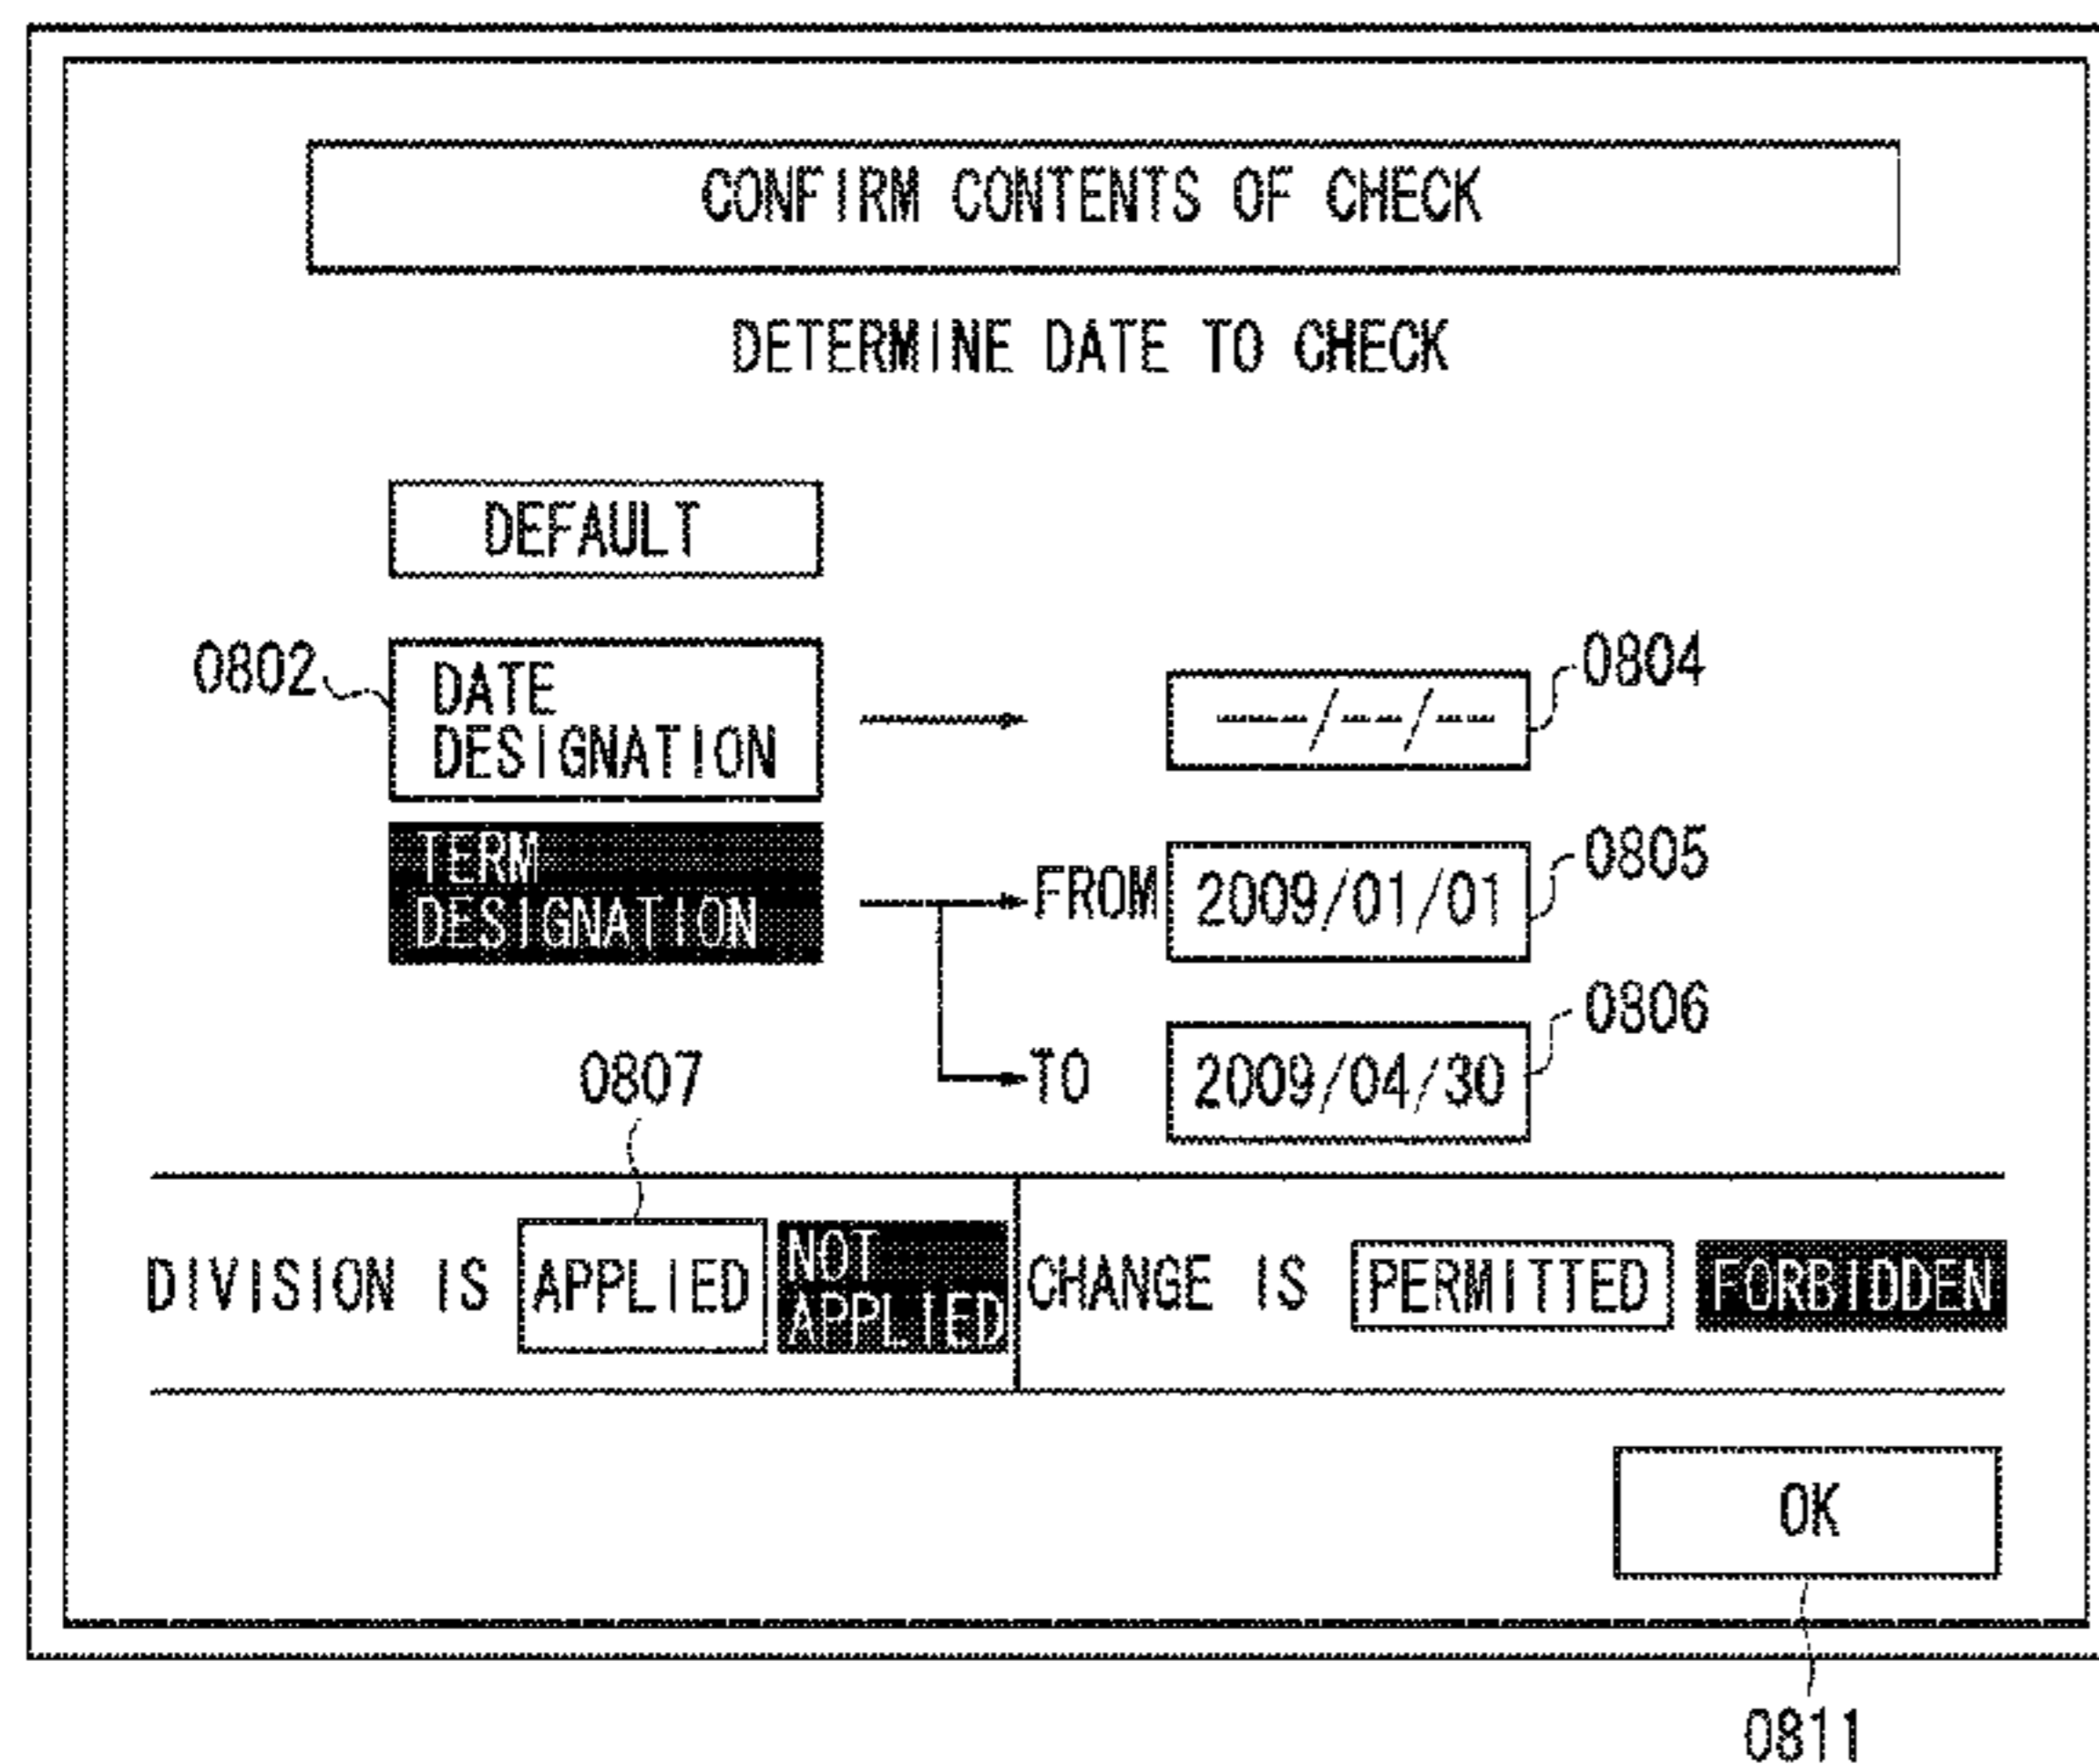 CONFIRM CONTENTS OF CHECK
DETERMINE DATE TO CHECK
DEFAULT
0802
DATE
DESIGNATION
----/--/--
0804
TERM
DESIGNATION
FROM
2009/01/01
0805
TO
2009/04/30
0806
0807
DIVISION IS
APPLIED
NOT
APPLIED
CHANGE IS
PERMITTED
FORBIDDEN
OK
0811